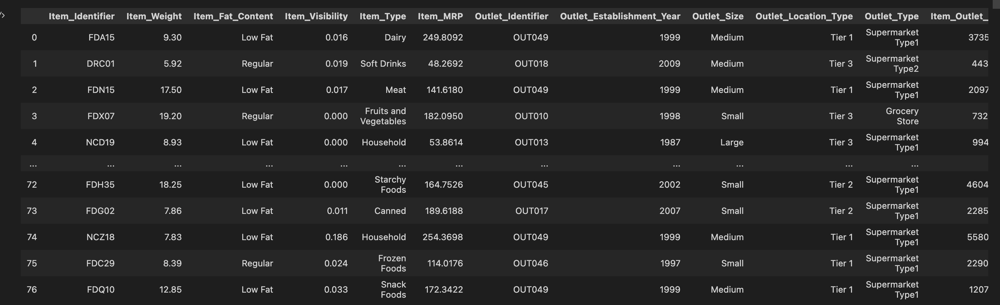 Item_Identifier Item_Weight Item_Fat_Content Item_Visibility Item_Type Item_MRP Outlet_Identifier Outlet_Establishment_Year Outlet_Size Outlet_Location_Type Outlet_Type Item_Outlet_
0 FDA15 9.30 Low Fat 0.016 Dairy 249.8092 OUT049 1999 Medium Tier 1 Supermarket Type1 3735
1 DRC01 5.92 Regular 0.019 Soft Drinks 48.2692 OUT018 2009 Medium Tier 3 Supermarket Type2 443
2 FDN15 17.50 Low Fat 0.017 Meat 141.6180 OUT049 1999 Medium Tier 1 Supermarket Type1 2097
3 FDX07 19.20 Regular 0.000 Fruits and Vegetables 182.0950 OUT010 1998 Small Tier 3 Grocery Store 732
4 NCD19 8.93 Low Fat 0.000 Household 53.8614 OUT013 1987 Large Tier 3 Supermarket Type1 994
... ... ... ... ... ... ... ... ... ... ... ...
72 FDH35 18.25 Low Fat 0.000 Starchy Foods 164.7526 OUT045 2002 Small Tier 2 Supermarket Type1 4604
73 FDG02 7.86 Low Fat 0.011 Canned 189.6188 OUT017 2007 Small Tier 2 Supermarket Type1 2285
74 NCZ18 7.83 Low Fat 0.186 Household 254.3698 OUT049 1999 Medium Tier 1 Supermarket Type1 5580
75 FDC29 8.39 Regular 0.024 Frozen Foods 114.0176 OUT046 1997 Small Tier 1 Supermarket Type1 2290
76 FDQ10 12.85 Low Fat 0.033 Snack Foods 172.3422 OUT049 1999 Medium Tier 1 Supermarket Type1 1207